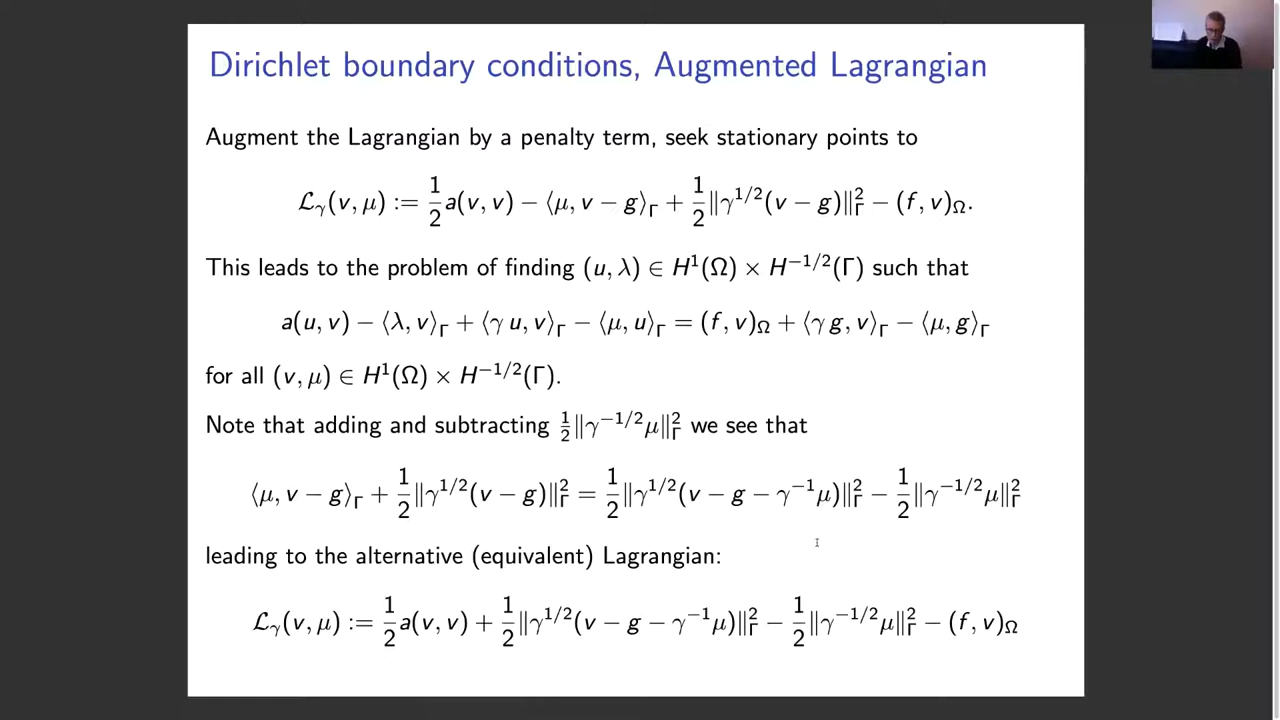 Dirichlet boundary conditions, Augmented Lagrangian
Augment the Lagrangian by a penalty term, seek stationary points to
ℒ_γ(v, μ) := 1/2 a(v, v) − ⟨μ, v − g⟩_Γ + 1/2 ‖γ^{1/2}(v − g)‖²_Γ − (f, v)_Ω.
This leads to the problem of finding (u, λ) ∈ H¹(Ω) × H^{−1/2}(Γ) such that
a(u, v) − ⟨λ, v⟩_Γ + ⟨γ u, v⟩_Γ − ⟨μ, u⟩_Γ = (f, v)_Ω + ⟨γ g, v⟩_Γ − ⟨μ, g⟩_Γ
for all (v, μ) ∈ H¹(Ω) × H^{−1/2}(Γ).
Note that adding and subtracting 1/2 ‖γ^{−1/2}μ‖²_Γ we see that
⟨μ, v − g⟩_Γ + 1/2 ‖γ^{1/2}(v − g)‖²_Γ = 1/2 ‖γ^{1/2}(v − g − γ^{−1}μ)‖²_Γ − 1/2 ‖γ^{−1/2}μ‖²_Γ
leading to the alternative (equivalent) Lagrangian:
ℒ_γ(v, μ) := 1/2 a(v, v) + 1/2 ‖γ^{1/2}(v − g − γ^{−1}μ)‖²_Γ − 1/2 ‖γ^{−1/2}μ‖²_Γ − (f, v)_Ω